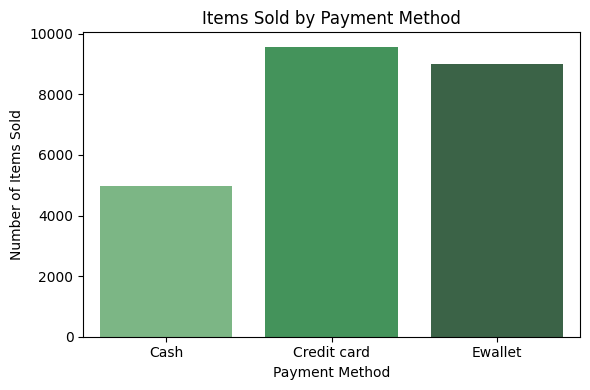 Items Sold by Payment Method
10000
8000
6000
4000
2000
0
Number of Items Sold
Cash
Credit card
Ewallet
Payment Method